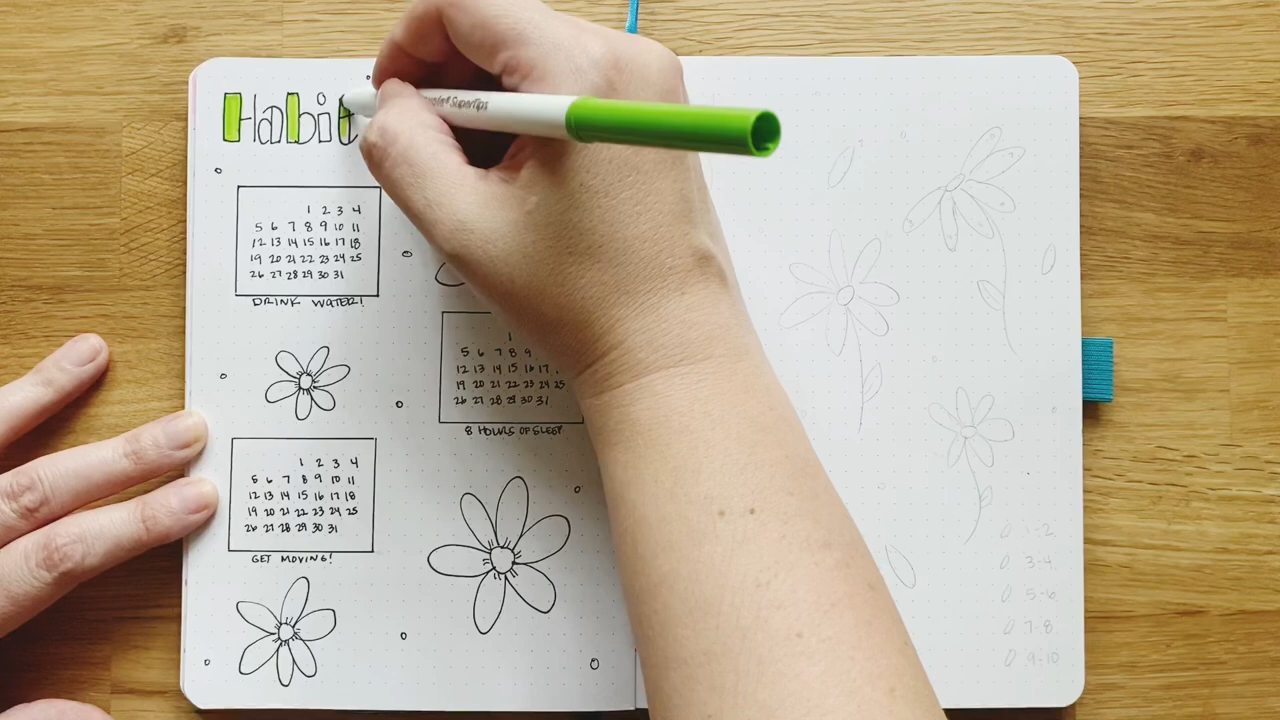 Habit
SuperTips
1 2 3 4
5 6 7 8 9 10 11
12 13 14 15 16 17 18
19 20 21 22 23 24 25
26 27 28 29 30 31
DRINK WATER!
1
5 6 7 8 9
12 13 14 15 16 17
19 20 21 22 23 24 25
26 27 28 29 30 31
8 HOURS OF SLEEP
1 2 3 4
5 6 7 8 9 10 11
12 13 14 15 16 17 18
19 20 21 22 23 24 25
26 27 28 29 30 31
GET MOVING!
1-2
3-4
5-6
7-8
9-10